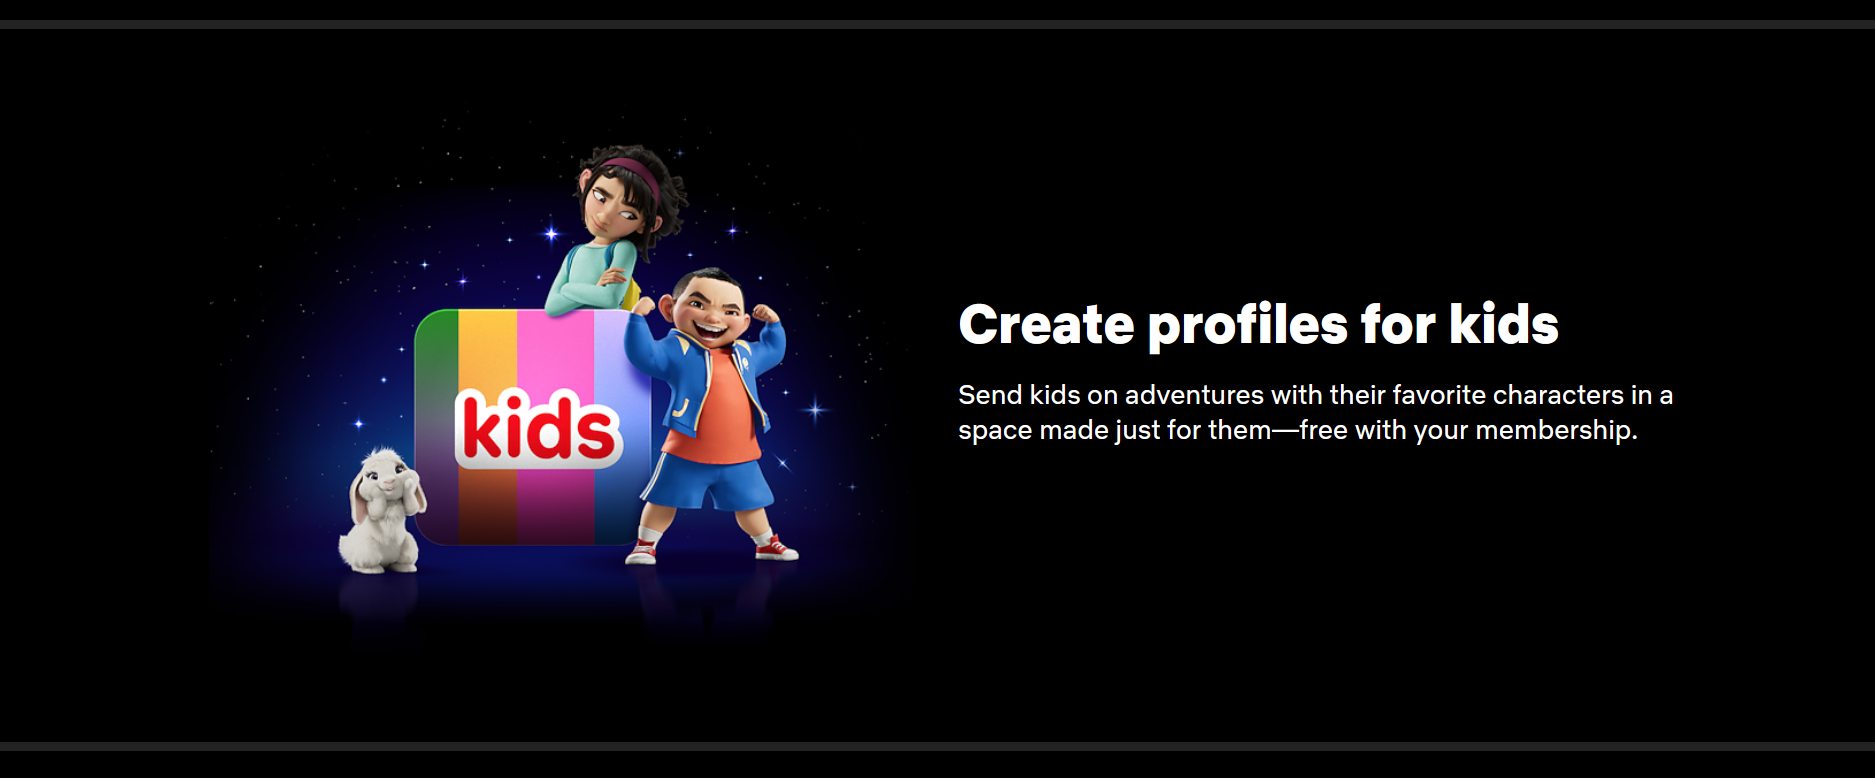 kids
Create profiles for kids
Send kids on adventures with their favorite characters in a
space made just for them—free with your membership.